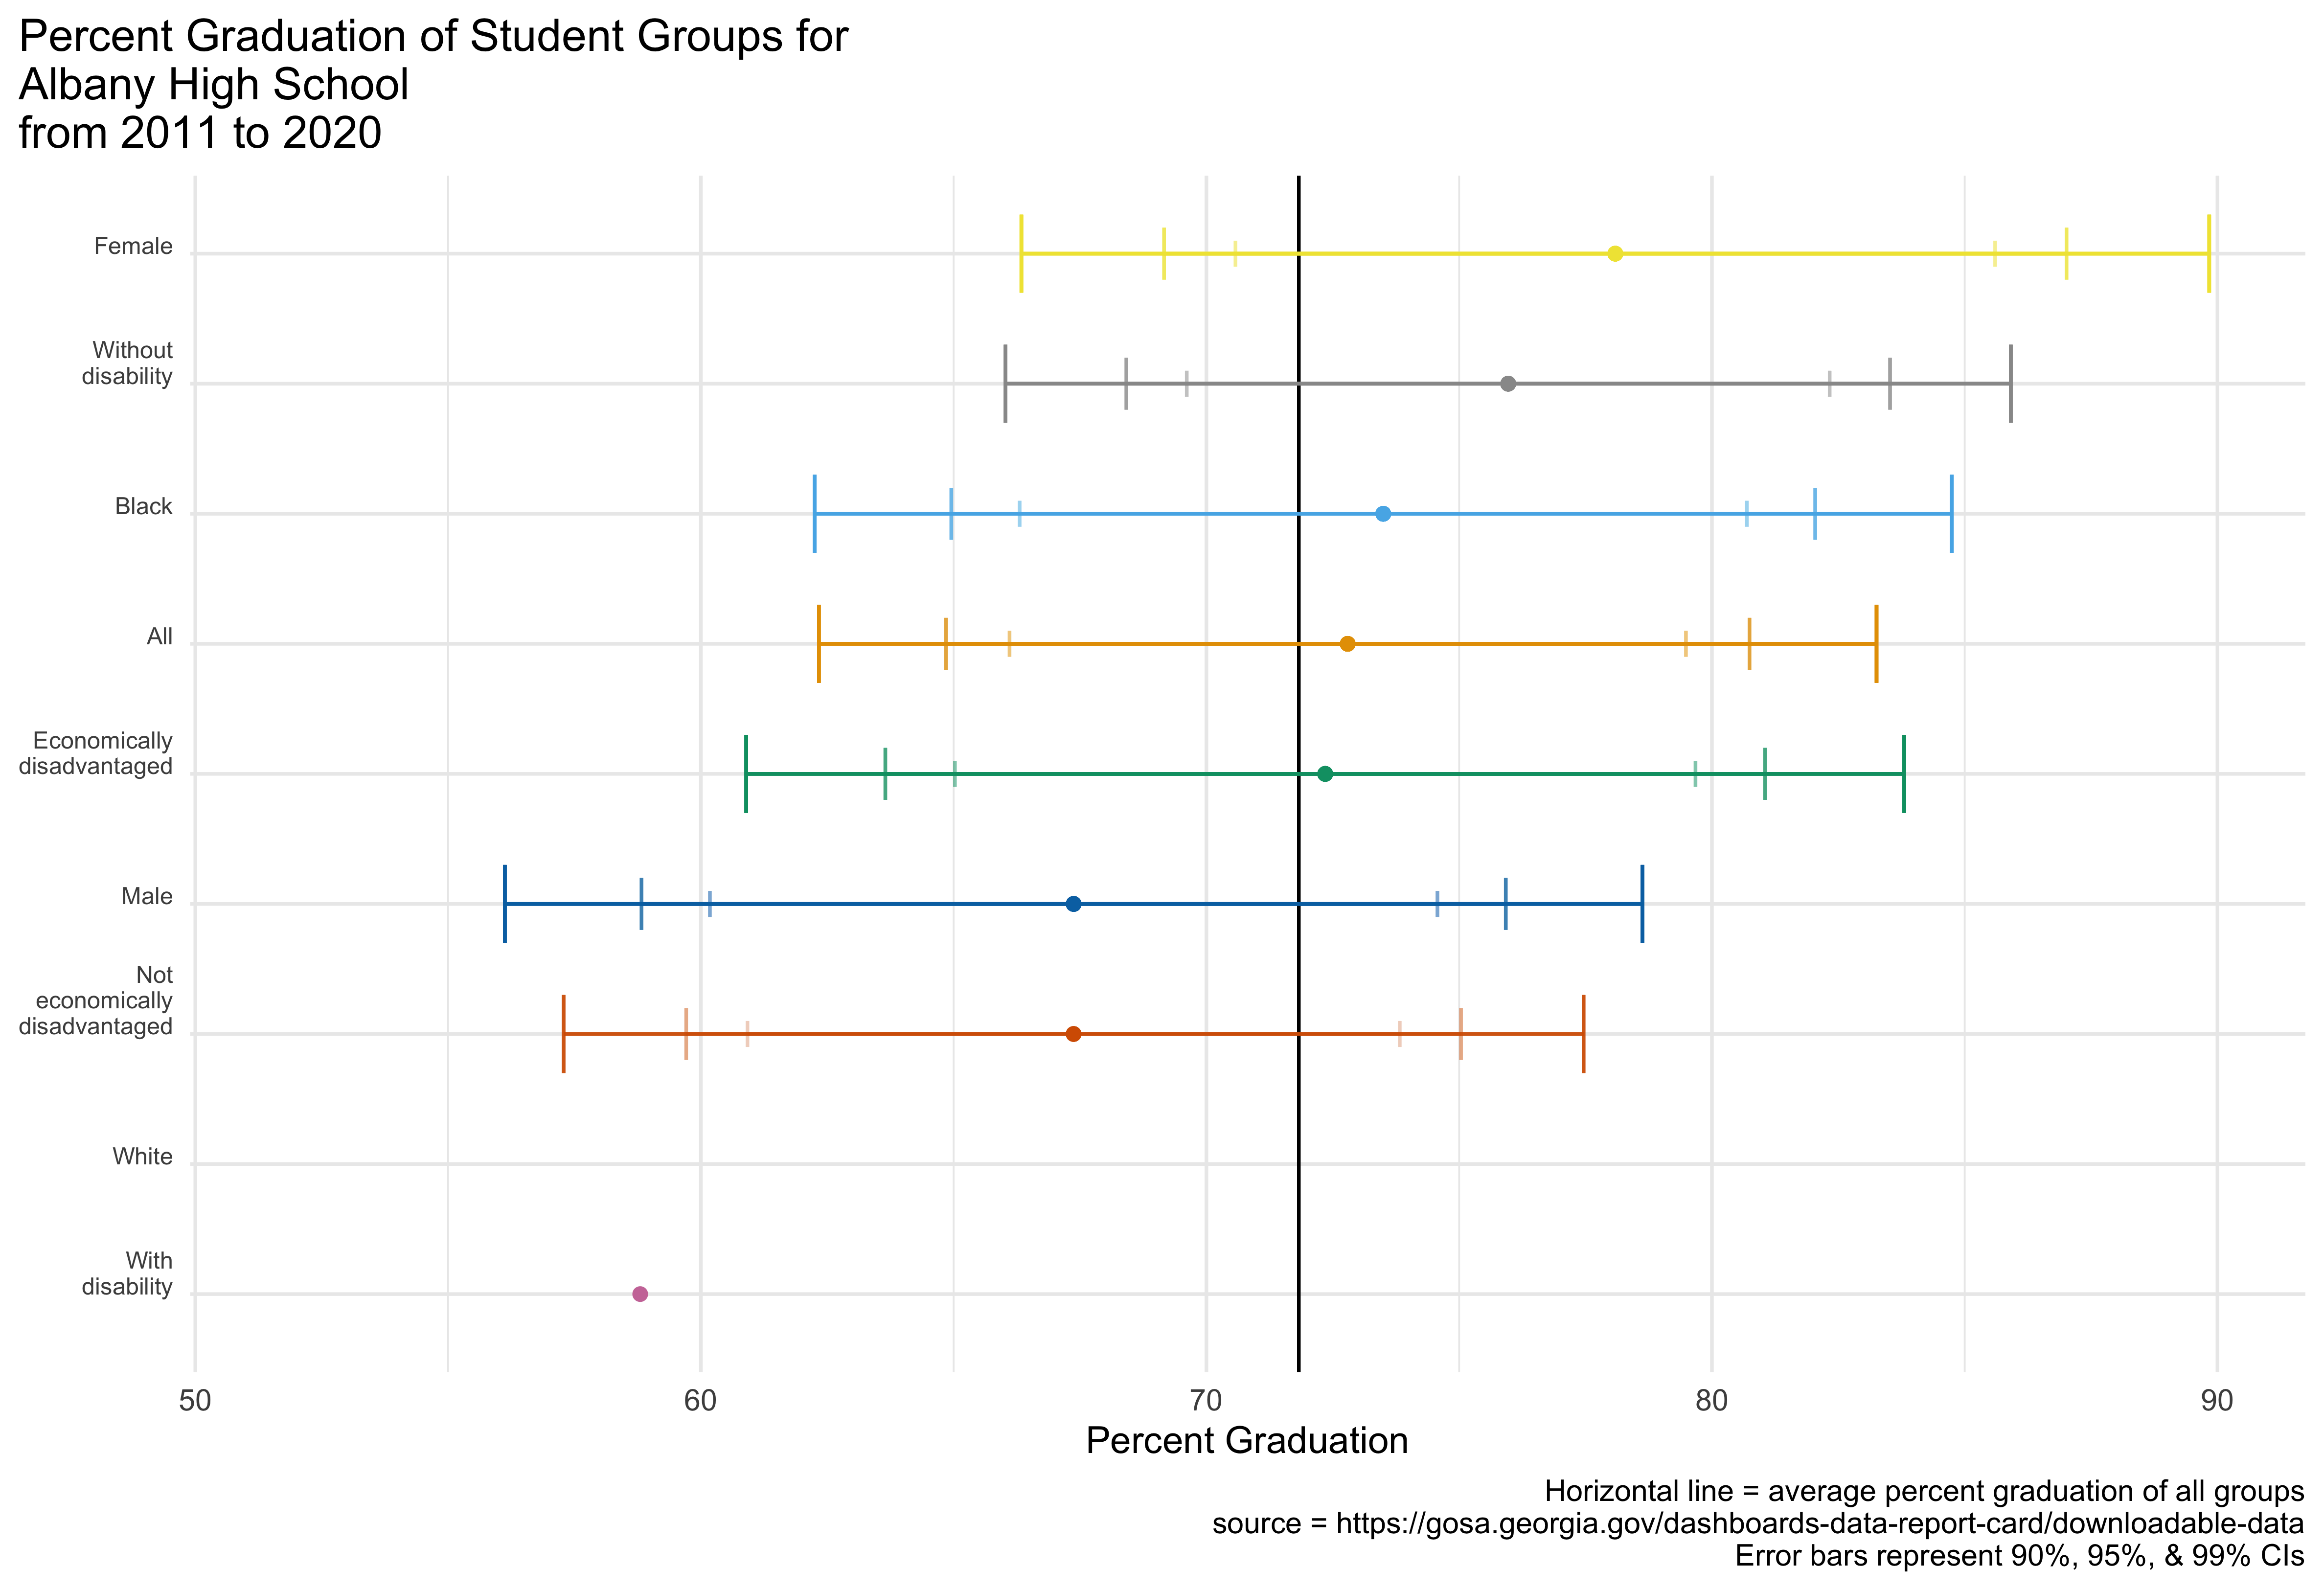 Percent Graduation of Student Groups for
Albany High School
from 2011 to 2020
Female
Without
disability
Black
All
Economically
disadvantaged
Male
Not
economically
disadvantaged
White
With
disability
50 60 70 80 90
Percent Graduation
Horizontal line = average percent graduation of all groups
source = https://gosa.georgia.gov/dashboards-data-report-card/downloadable-data
Error bars represent 90%, 95%, & 99% CIs